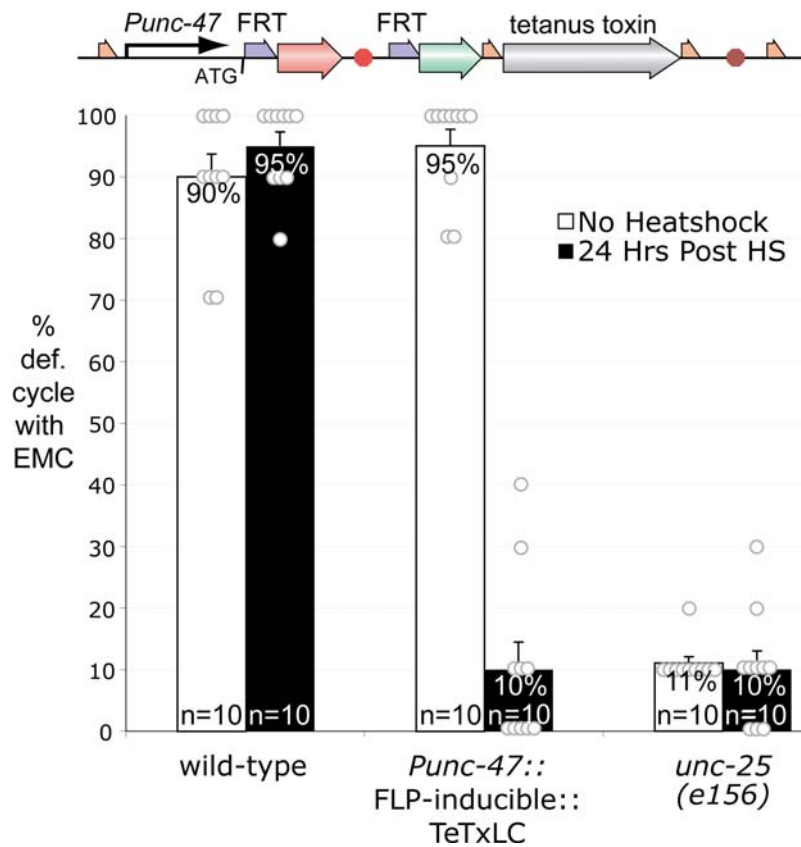 Punc-47 FRT FRT tetanus toxin
ATG
100
90
80
70
60
50
40
30
20
10
0
%
def.
cycle
with
EMC
90%
95%
95%
10%
11%
10%
n=10
n=10
n=10
n=10
n=10
n=10
No Heatshock
24 Hrs Post HS
wild-type
Punc-47::
FLP-inducible::
TeTxLC
unc-25
(e156)